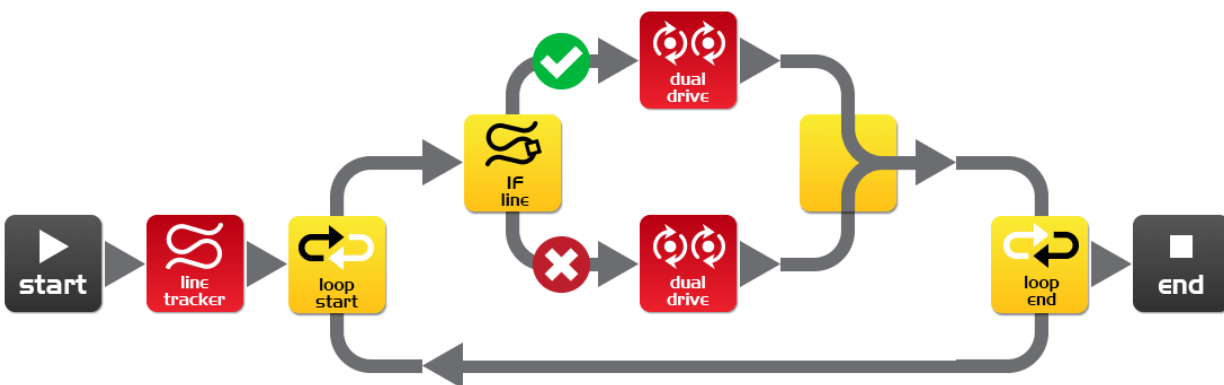 start
line
tracker
loop
start
IF
line
dual
drive
dual
drive
loop
end
end